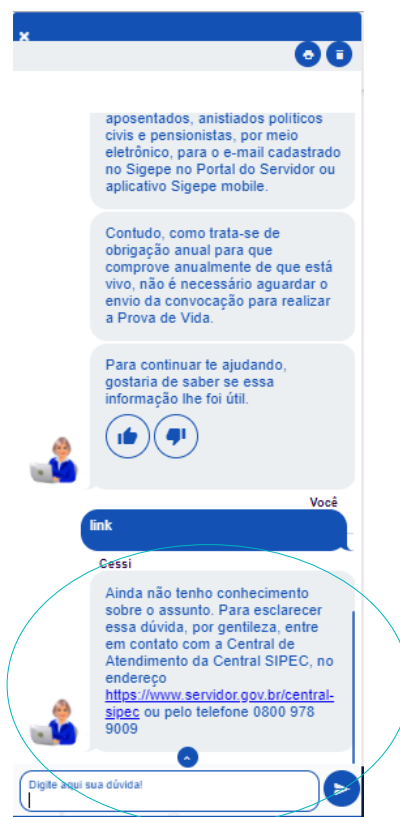 aposentados, anistiados políticos
civis e pensionistas, por meio
eletrônico, para o e-mail cadastrado
no Sigepe no Portal do Servidor ou
aplicativo Sigepe mobile.
Contudo, como trata-se de
obrigação anual para que
comprove anualmente de que está
vivo, não é necessário aguardar o
envio da convocação para realizar
a Prova de Vida.
Para continuar te ajudando,
gostaria de saber se essa
informação lhe foi útil.
Você
link
Cessi
Ainda não tenho conhecimento
sobre o assunto. Para esclarecer
essa dúvida, por gentileza, entre
em contato com a Central de
Atendimento da Central SIPEC, no
endereço
https://www.servidor.gov.br/central-
sipec ou pelo telefone 0800 978
9009
Digite aqui sua dúvida!